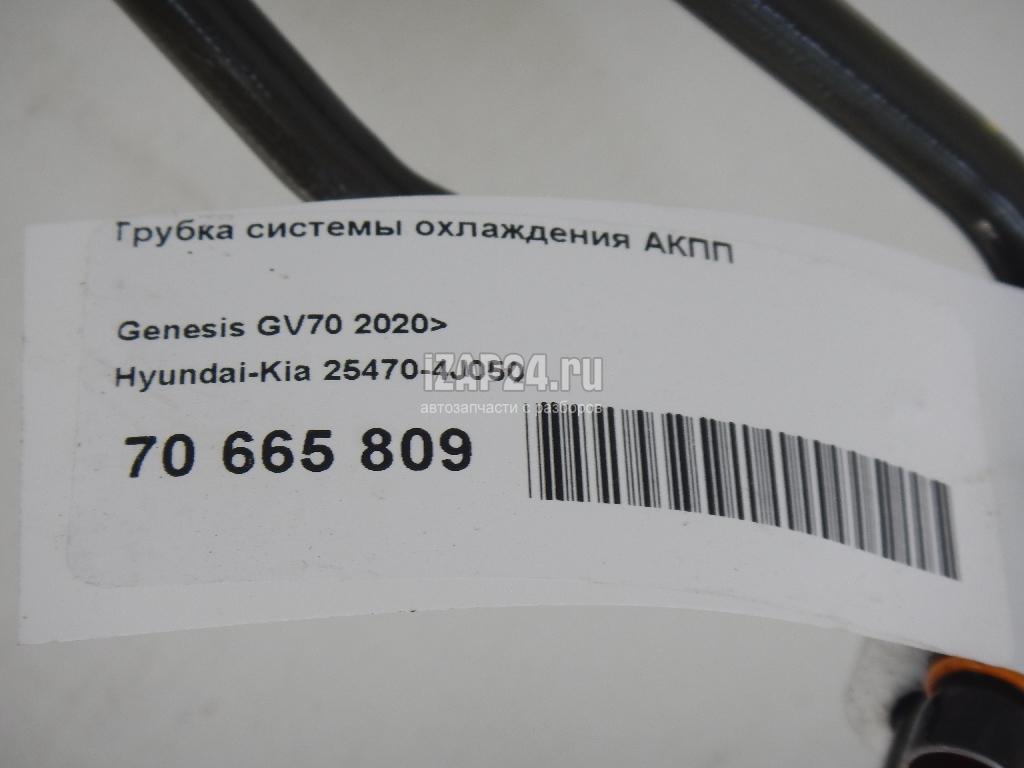 Трубка системы охлаждения АКПП
Genesis GV70 2020>
Hyundai-Kia 25470-4J050
iZAP24.ru
автозапчасти с разборов
70 665 809